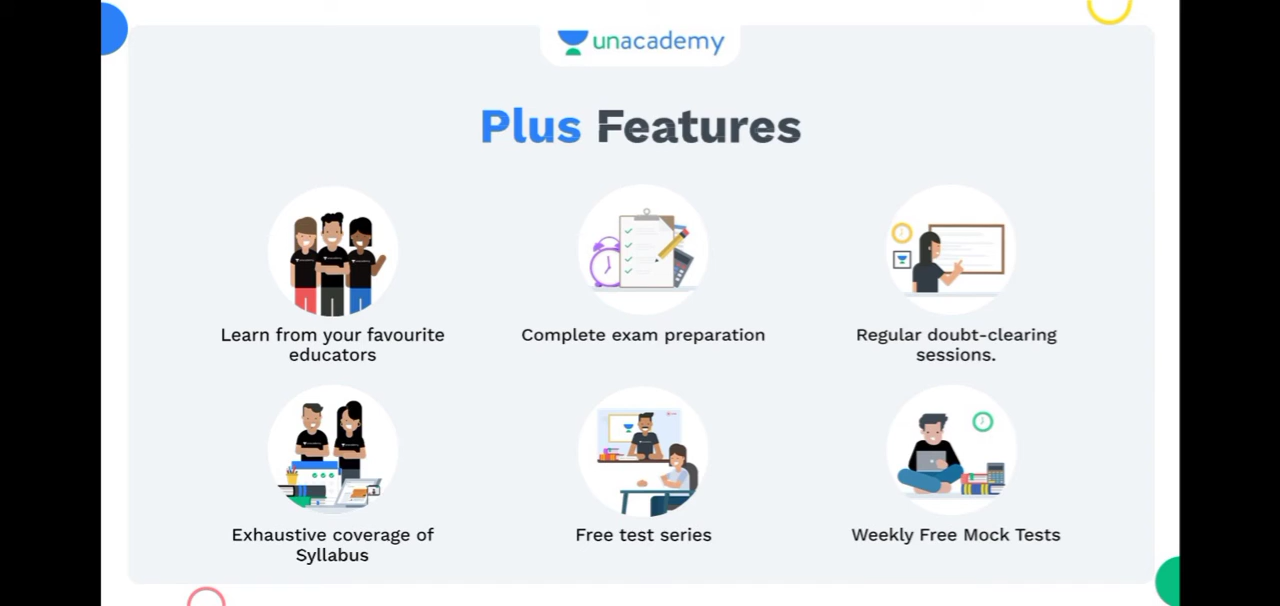 unacademy
Plus Features
Learn from your favourite
educators
Complete exam preparation
Regular doubt-clearing
sessions.
Exhaustive coverage of
Syllabus
Free test series
Weekly Free Mock Tests